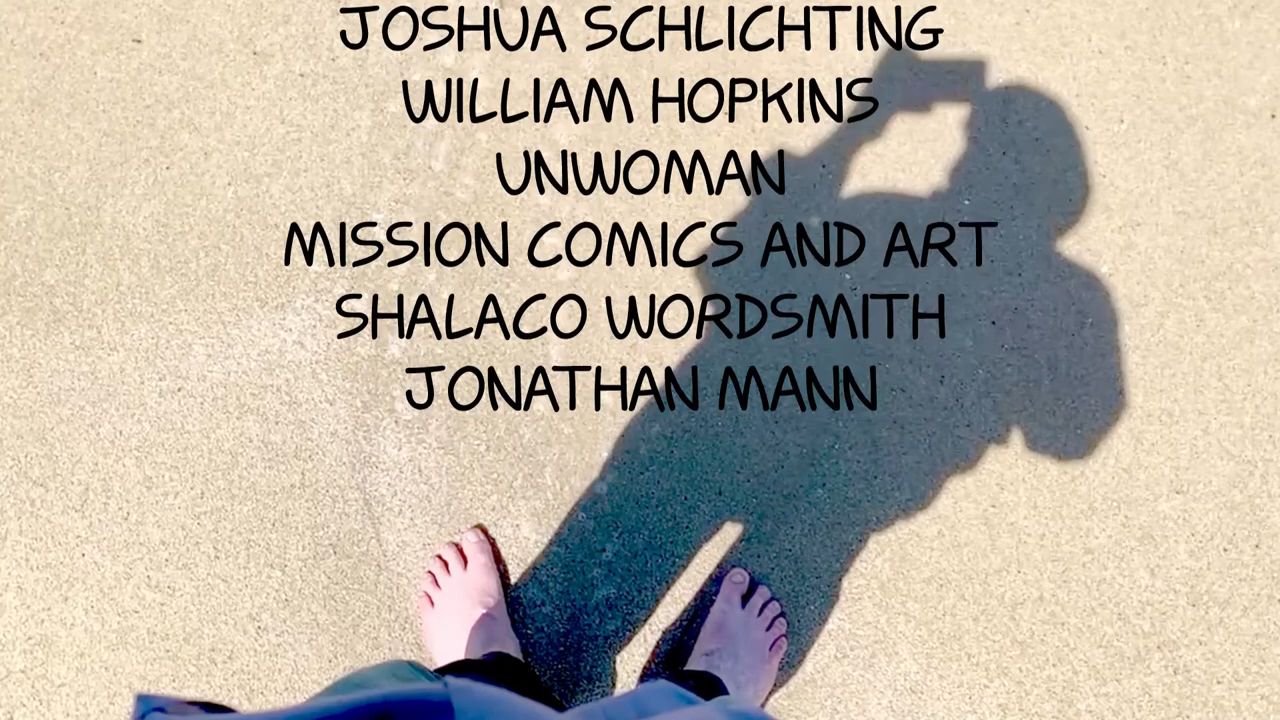 JOSHUA SCHLICHTING
WILLIAM HOPKINS
UNWOMAN
MISSION COMICS AND ART
SHALACO WORDSMITH
JONATHAN MANN